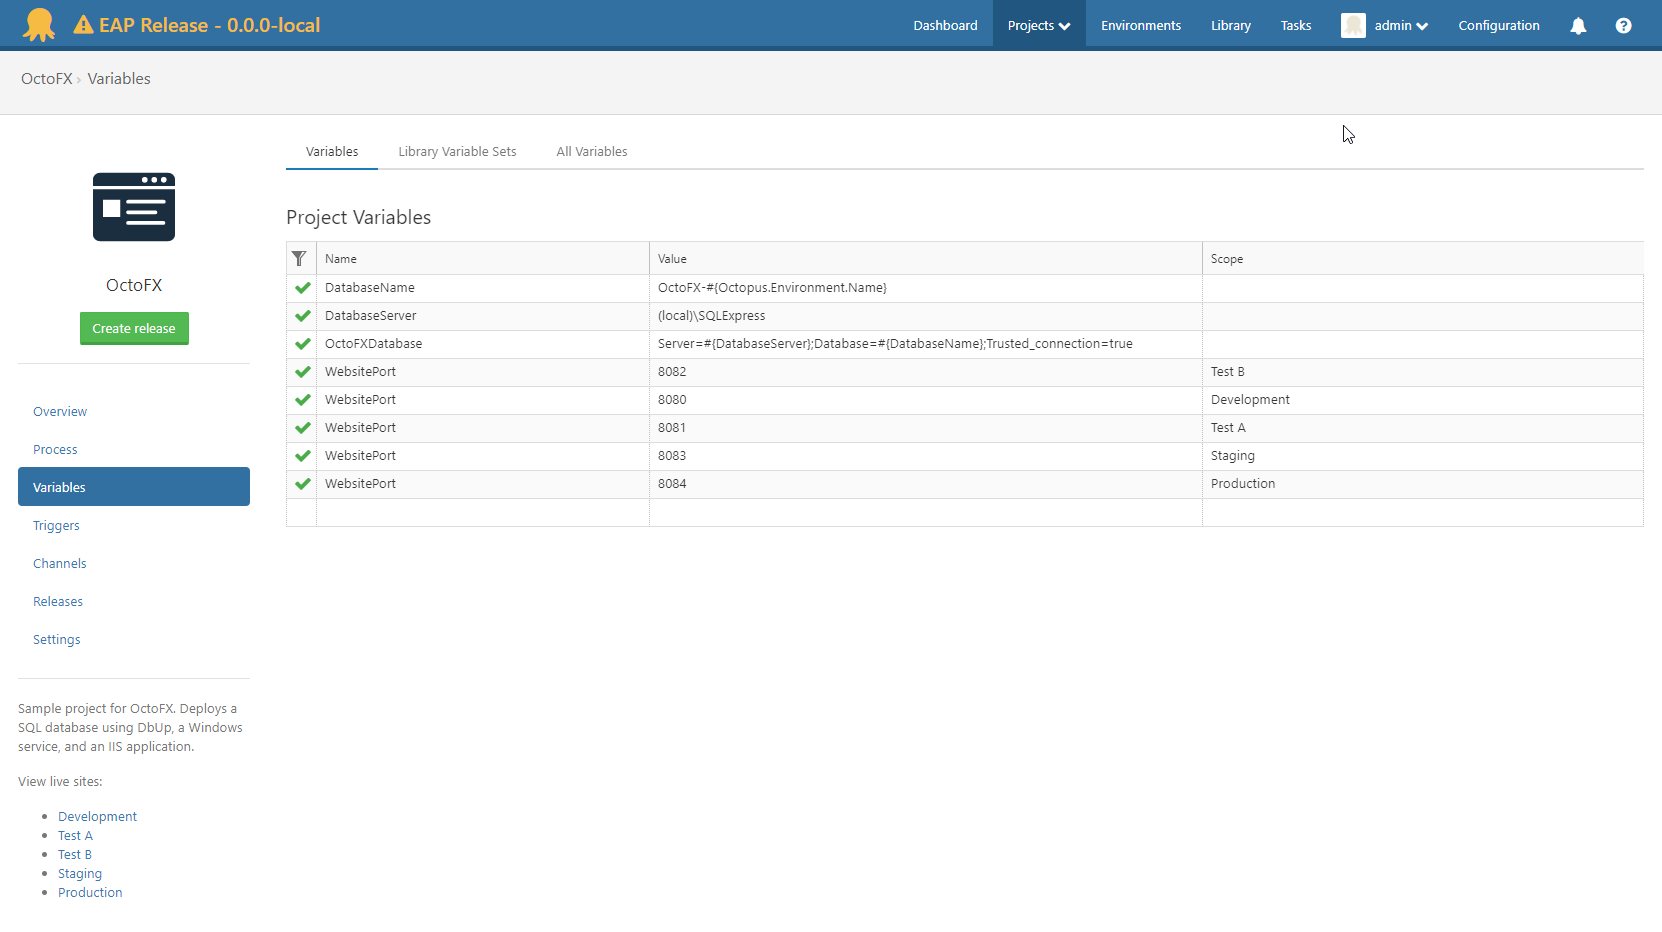 EAP Release - 0.0.0-local
Dashboard Projects Environments Library Tasks admin Configuration
OctoFX › Variables
Variables Library Variable Sets All Variables
OctoFX
Create release
Overview
Process
Variables
Triggers
Channels
Releases
Settings
Sample project for OctoFX. Deploys a
SQL database using DbUp, a Windows
service, and an IIS application.
View live sites:
Development
Test A
Test B
Staging
Production
Project Variables
Name Value Scope
DatabaseName OctoFX-#{Octopus.Environment.Name}
DatabaseServer (local)\SQLExpress
OctoFXDatabase Server=#{DatabaseServer};Database=#{DatabaseName};Trusted_connection=true
WebsitePort 8082 Test B
WebsitePort 8080 Development
WebsitePort 8081 Test A
WebsitePort 8083 Staging
WebsitePort 8084 Production